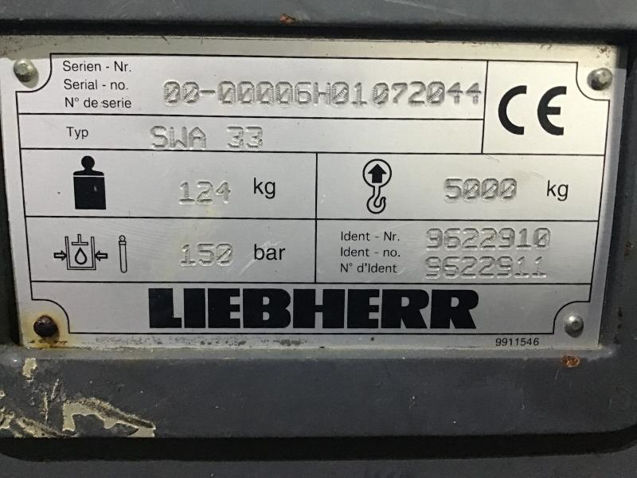 Serien - Nr.
Serial - no.
N° de serie
00-00006H01072044
CE
Typ SWA 33
124 kg
5000 kg
150 bar
Ident - Nr. 9622910
Ident - no.
N° d'Ident 9622911
LIEBHERR
9911546